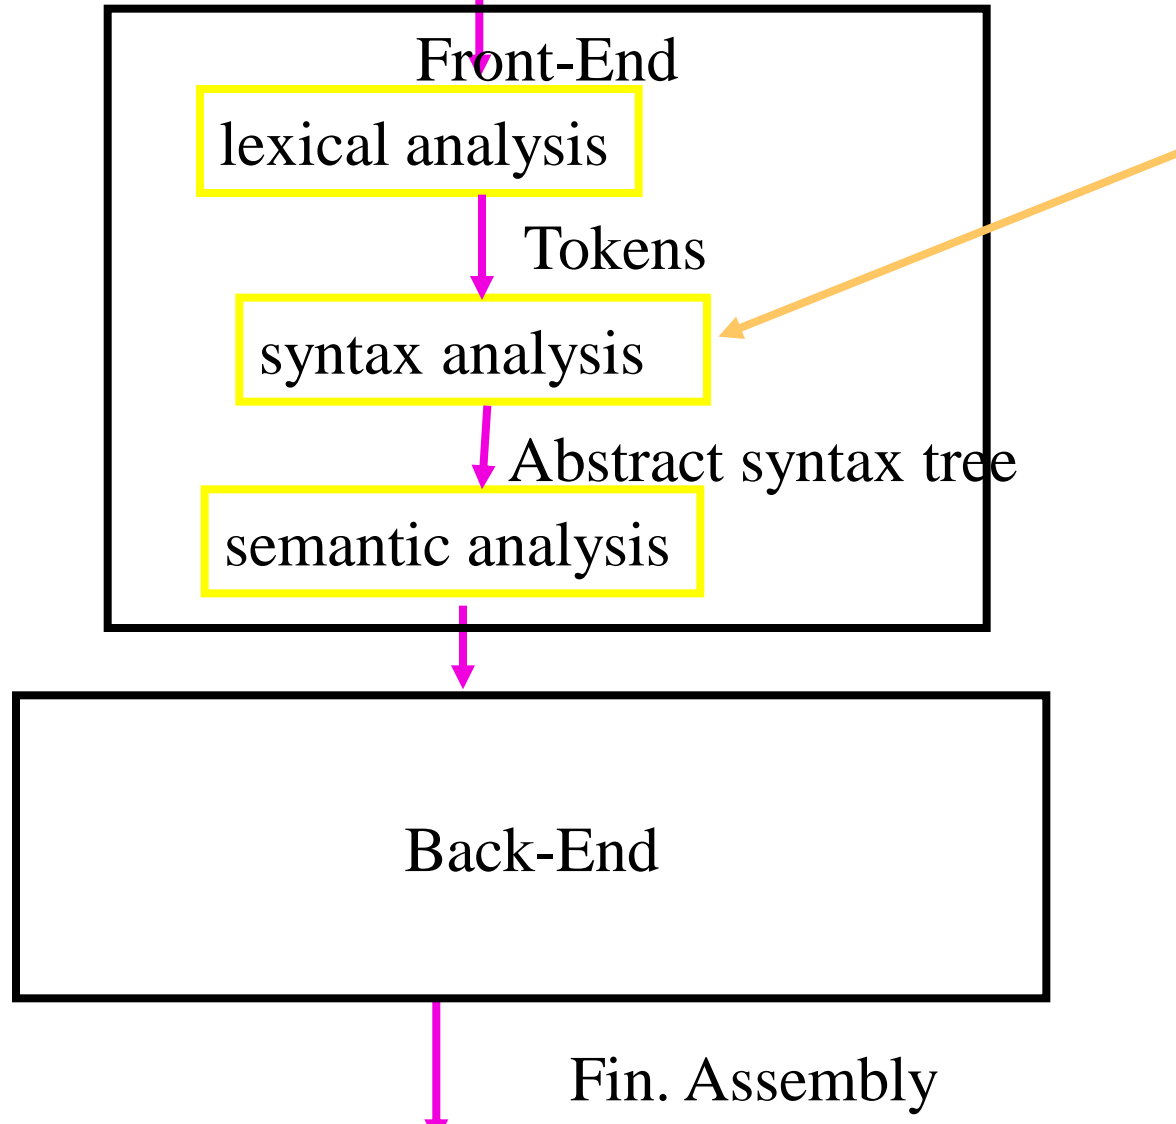 Front-End
lexical analysis
Tokens
syntax analysis
Abstract syntax tree
semantic analysis
Back-End
Fin. Assembly